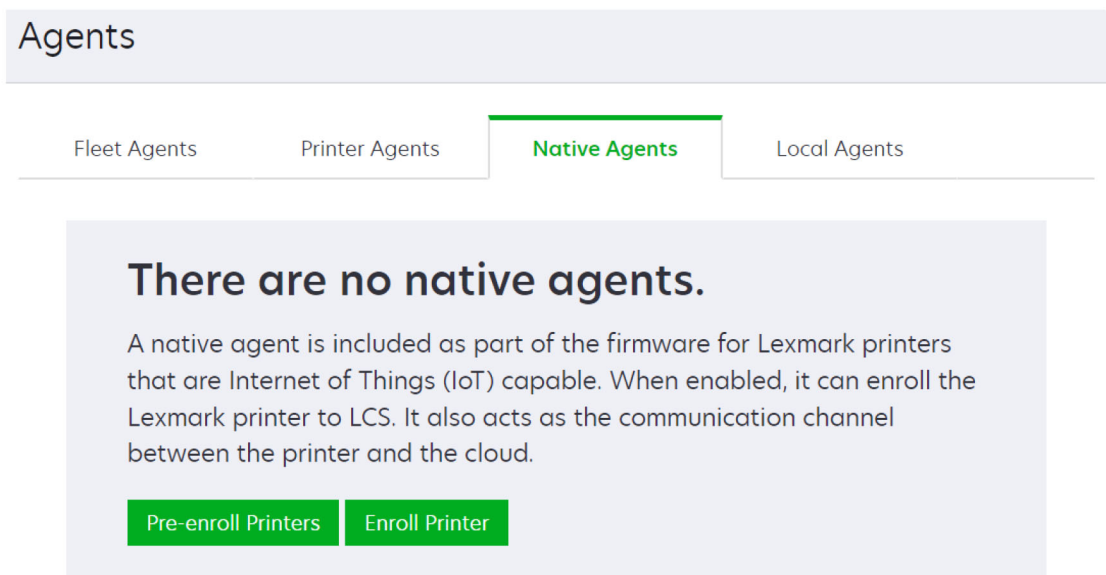 Agents
Fleet Agents Printer Agents Native Agents Local Agents
There are no native agents.
A native agent is included as part of the firmware for Lexmark printers
that are Internet of Things (IoT) capable. When enabled, it can enroll the
Lexmark printer to LCS. It also acts as the communication channel
between the printer and the cloud.
Pre-enroll Printers Enroll Printer